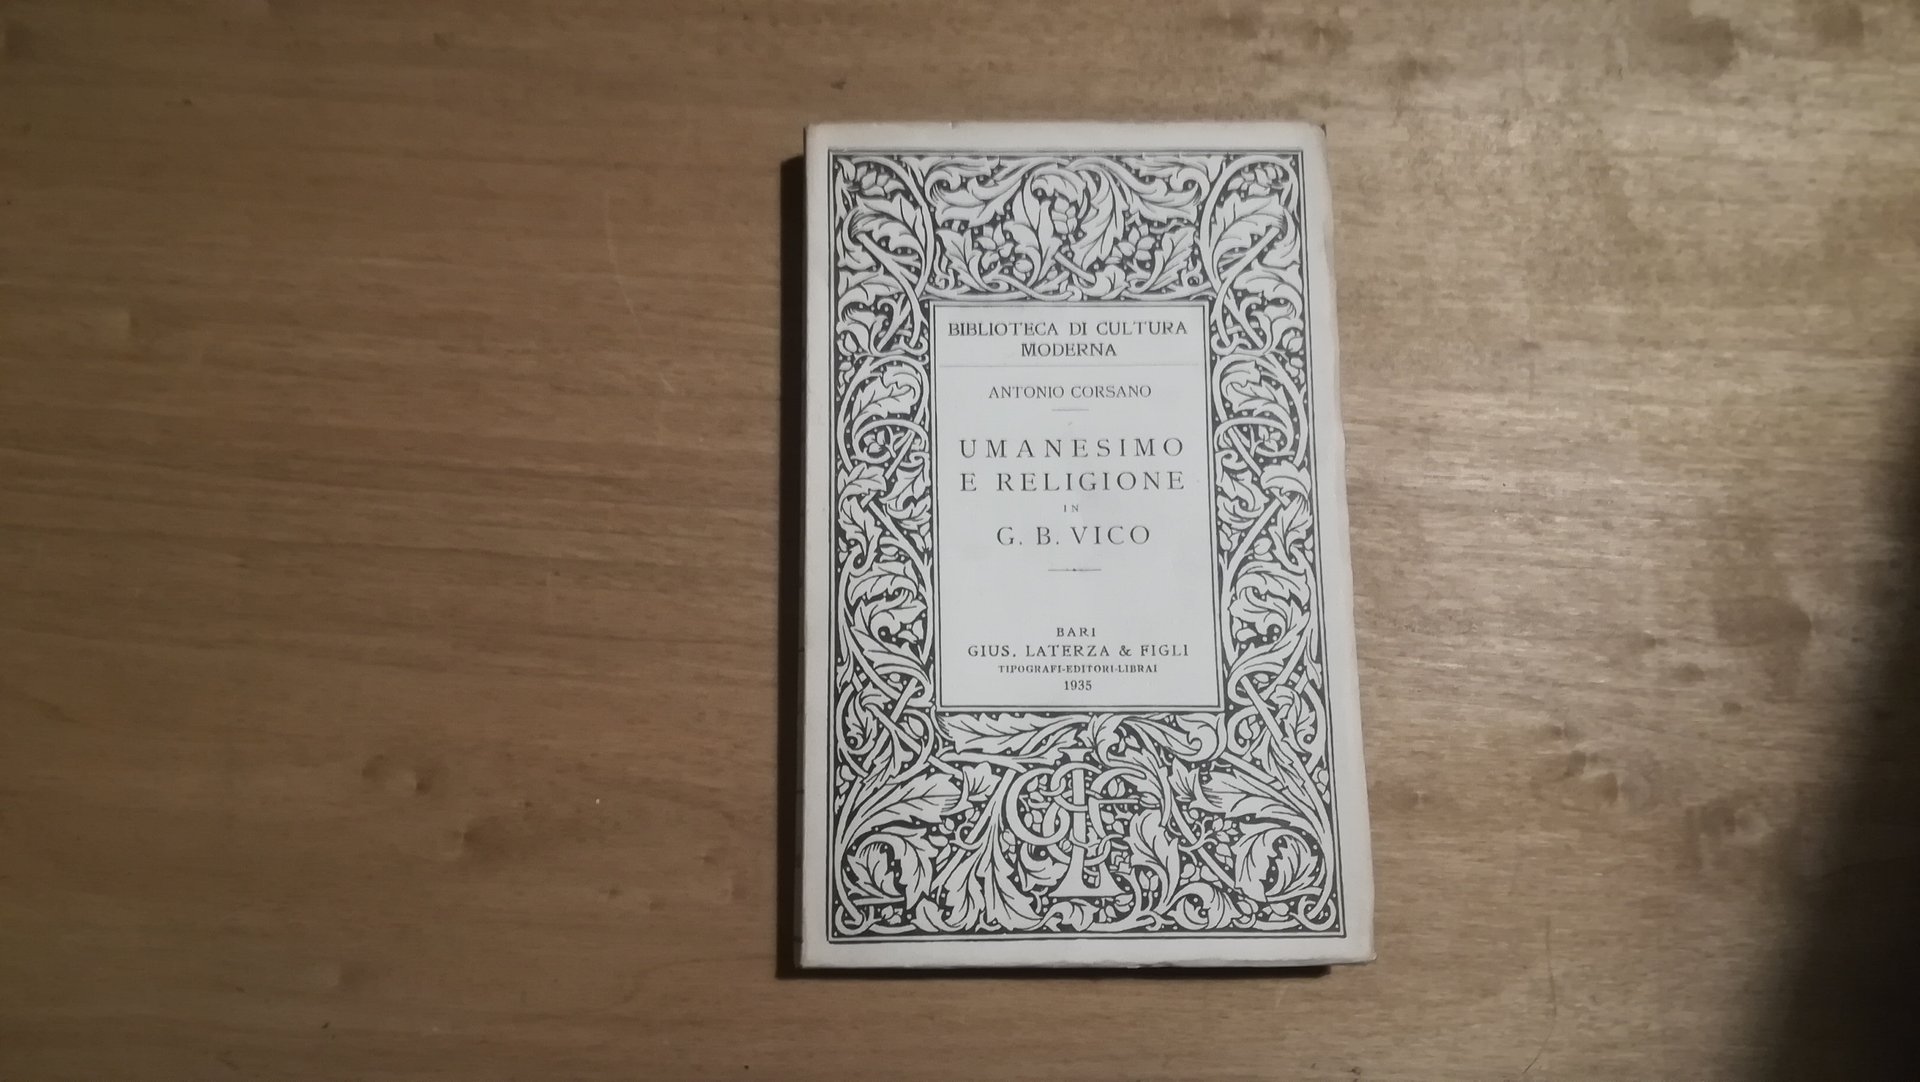 BIBLIOTECA DI CULTURA
MODERNA
ANTONIO CORSANO
UMANESIMO
E RELIGIONE
IN
G. B. VICO
BARI
GIUS. LATERZA & FIGLI
TIPOGRAFI-EDITORI-LIBRAI
1935